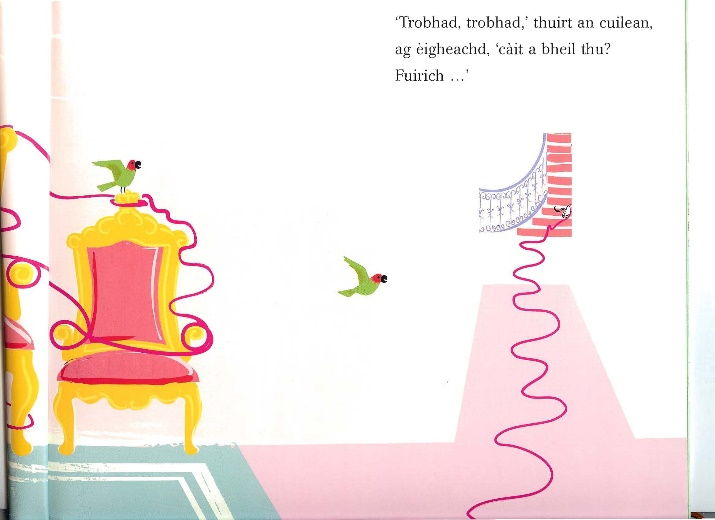 ‘Trobhad, trobhad,’ thuirt an cuilean,
ag èigheachd, ‘càit a bheil thu?
Fuirich ...’